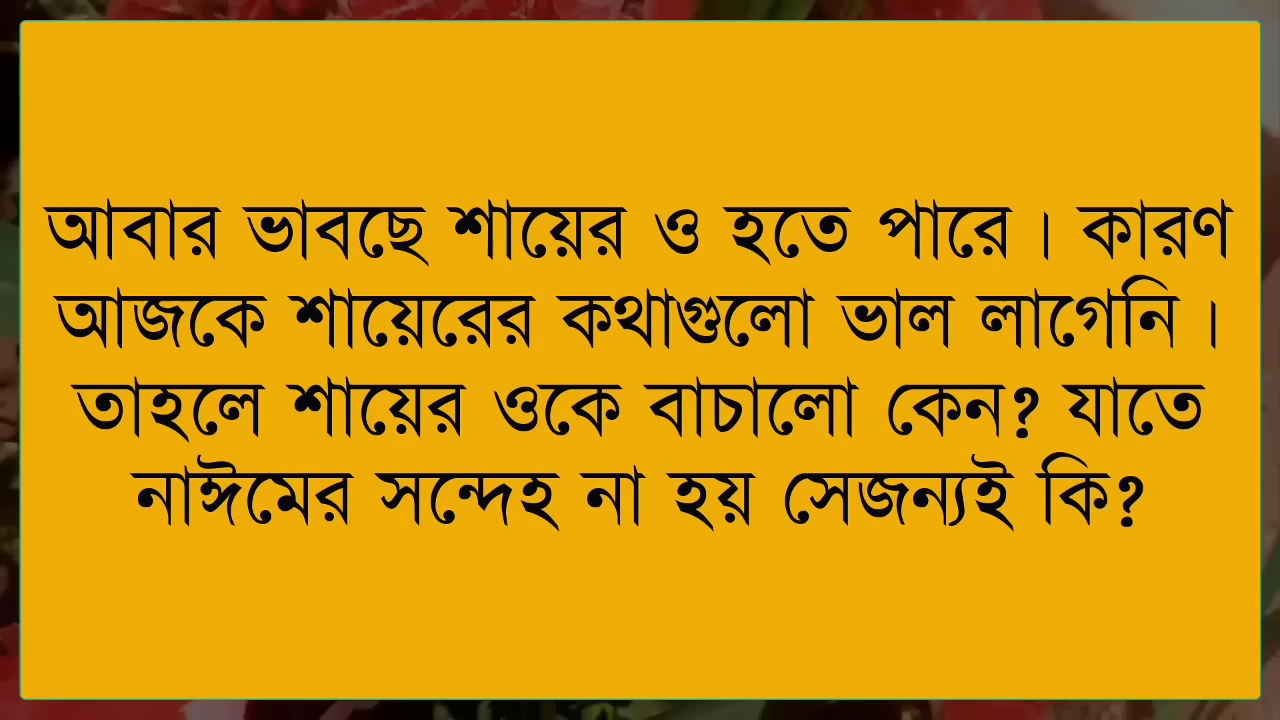 আবার ভাবছে শায়ের ও হতে পারে। কারণ
আজকে শায়েরের কথাগুলো ভাল লাগেনি।
তাহলে শায়ের ওকে বাচালো কেন? যাতে
নাঈমের সন্দেহ না হয় সেজন্যই কি?